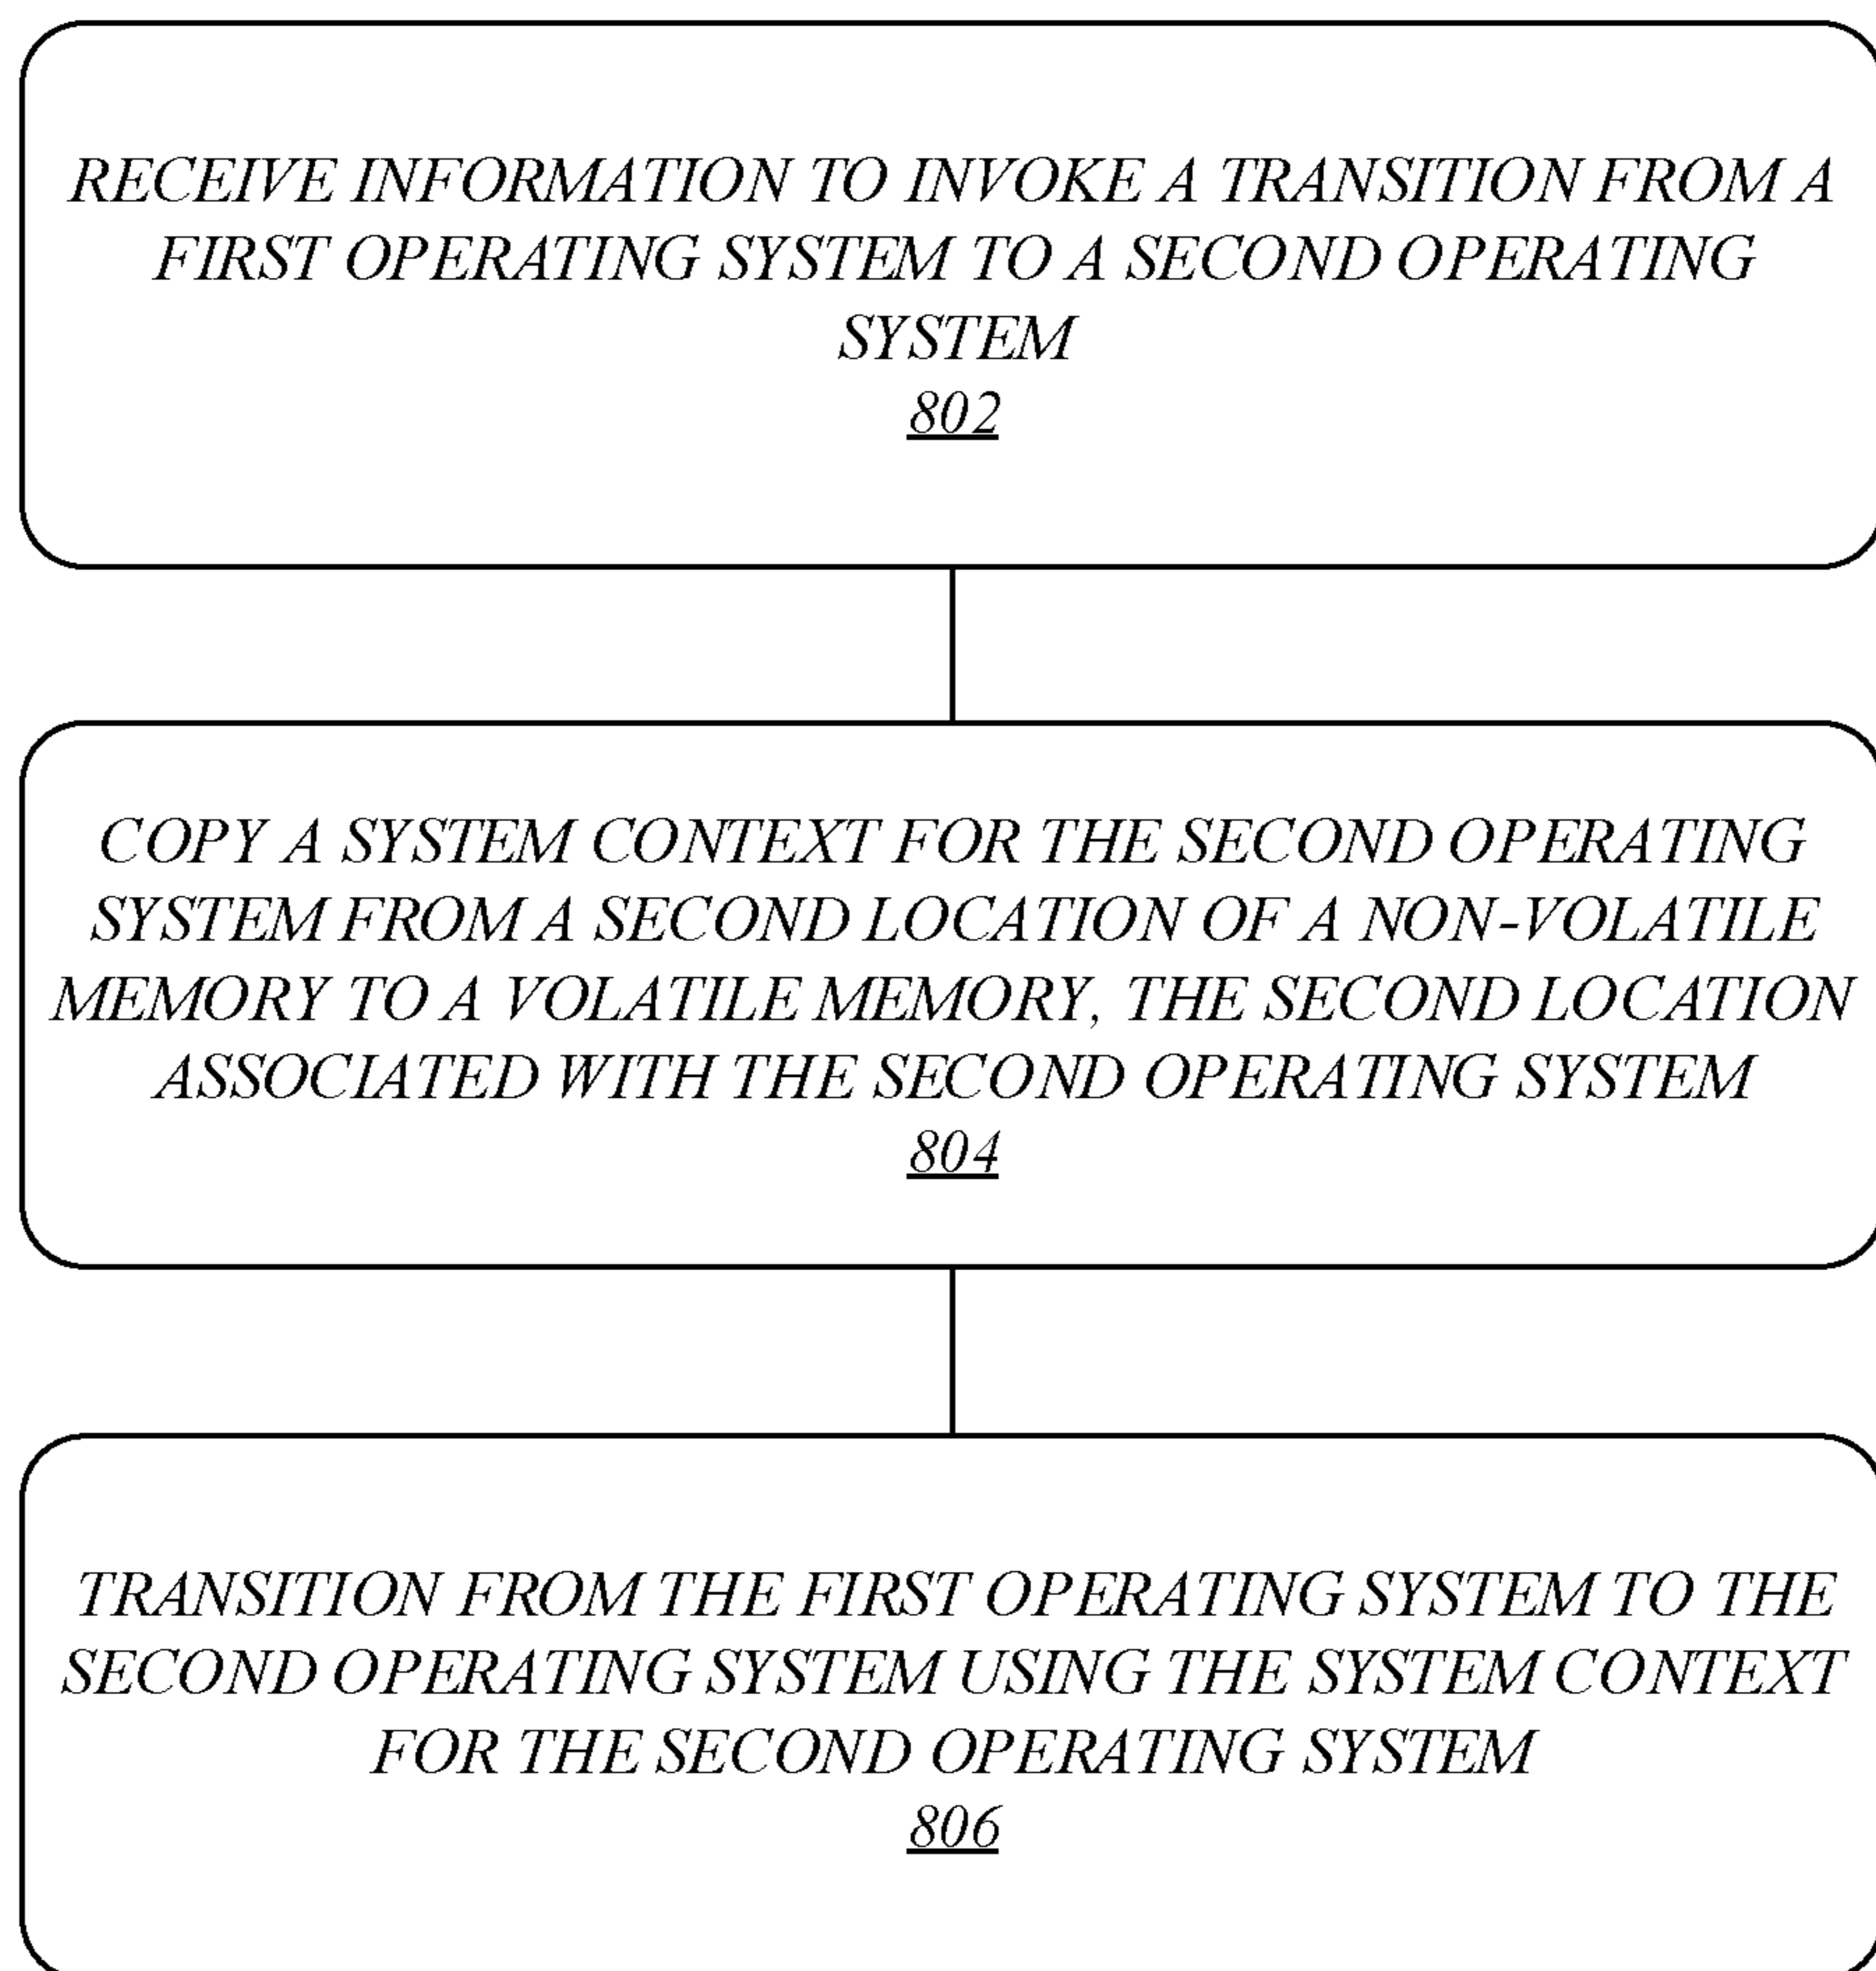 RECEIVE INFORMATION TO INVOKE A TRANSITION FROM A
FIRST OPERATING SYSTEM TO A SECOND OPERATING
SYSTEM
802
COPY A SYSTEM CONTEXT FOR THE SECOND OPERATING
SYSTEM FROM A SECOND LOCATION OF A NON-VOLATILE
MEMORY TO A VOLATILE MEMORY, THE SECOND LOCATION
ASSOCIATED WITH THE SECOND OPERATING SYSTEM
804
TRANSITION FROM THE FIRST OPERATING SYSTEM TO THE
SECOND OPERATING SYSTEM USING THE SYSTEM CONTEXT
FOR THE SECOND OPERATING SYSTEM
806